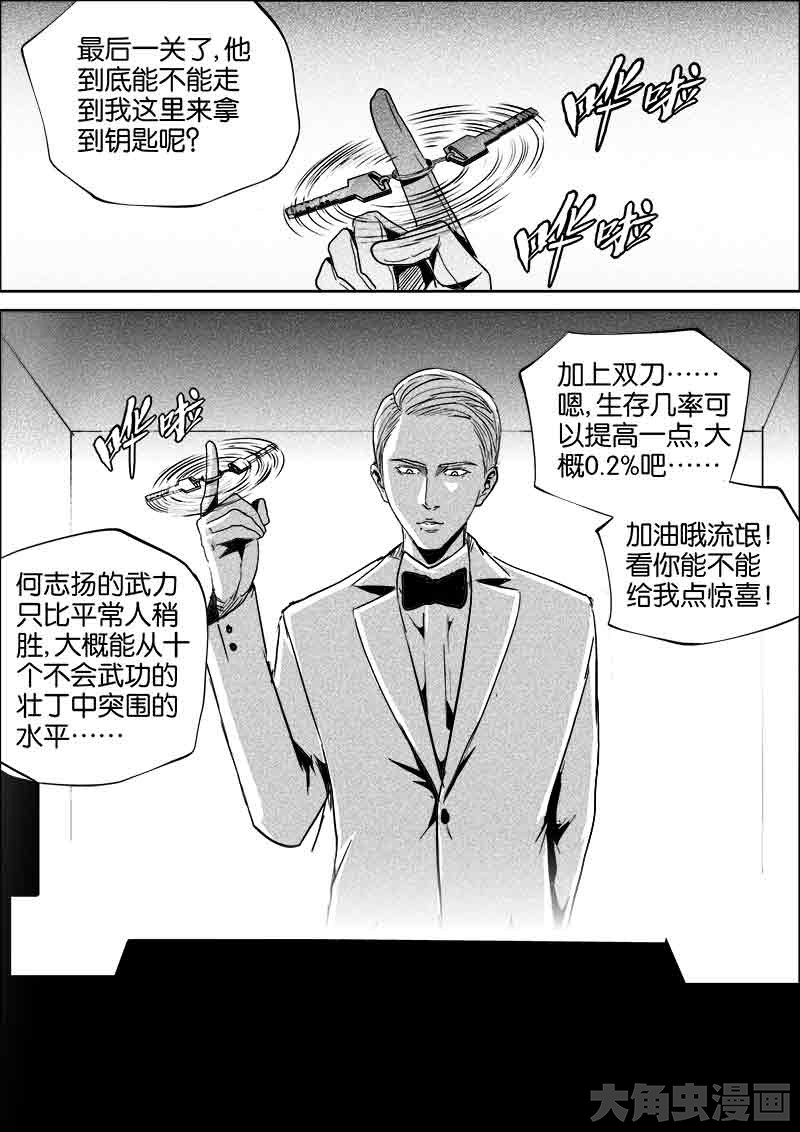 最后一关了,他
到底能不能走
到我这里来拿
到钥匙呢？
哗啦
哗啦
哗啦
何志扬的武力
只比平常人稍
胜,大概能从十
个不会武功的
壮丁中突围的
水平……
加上双刀……
嗯,生存几率可
以提高一点,大
概0.2%吧……
加油哦流氓！
看你能不能
给我点惊喜！
大角虫漫画